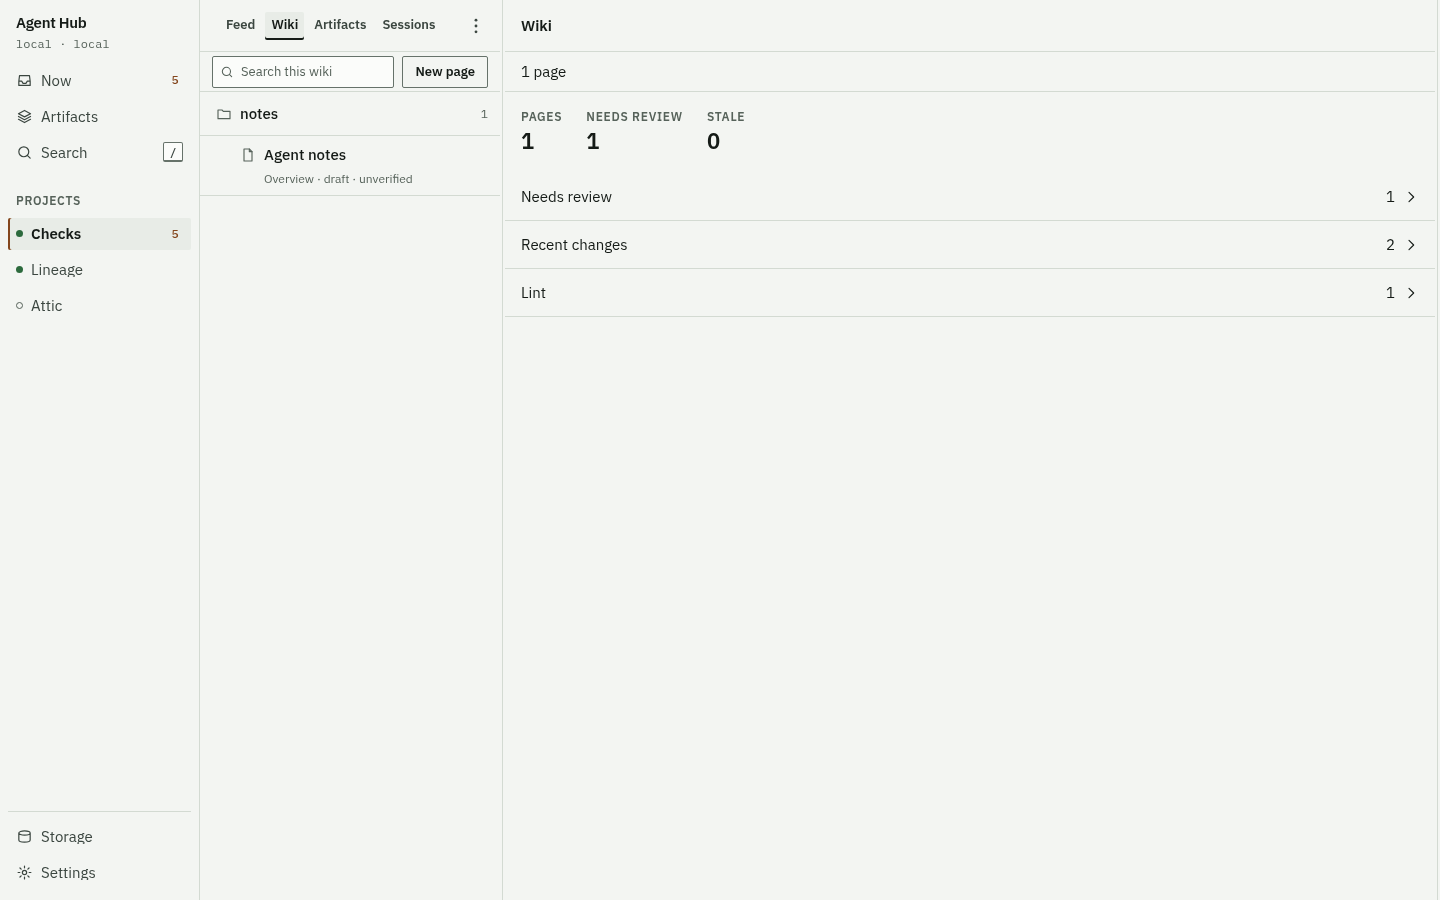 Agent Hub
local · local
Now 5
Artifacts
Search /
PROJECTS
Checks 5
Lineage
Attic
Storage
Settings
Feed Wiki Artifacts Sessions
Search this wiki New page
notes 1
Agent notes
Overview · draft · unverified
Wiki
1 page
PAGES NEEDS REVIEW STALE
1 1 0
Needs review 1
Recent changes 2
Lint 1